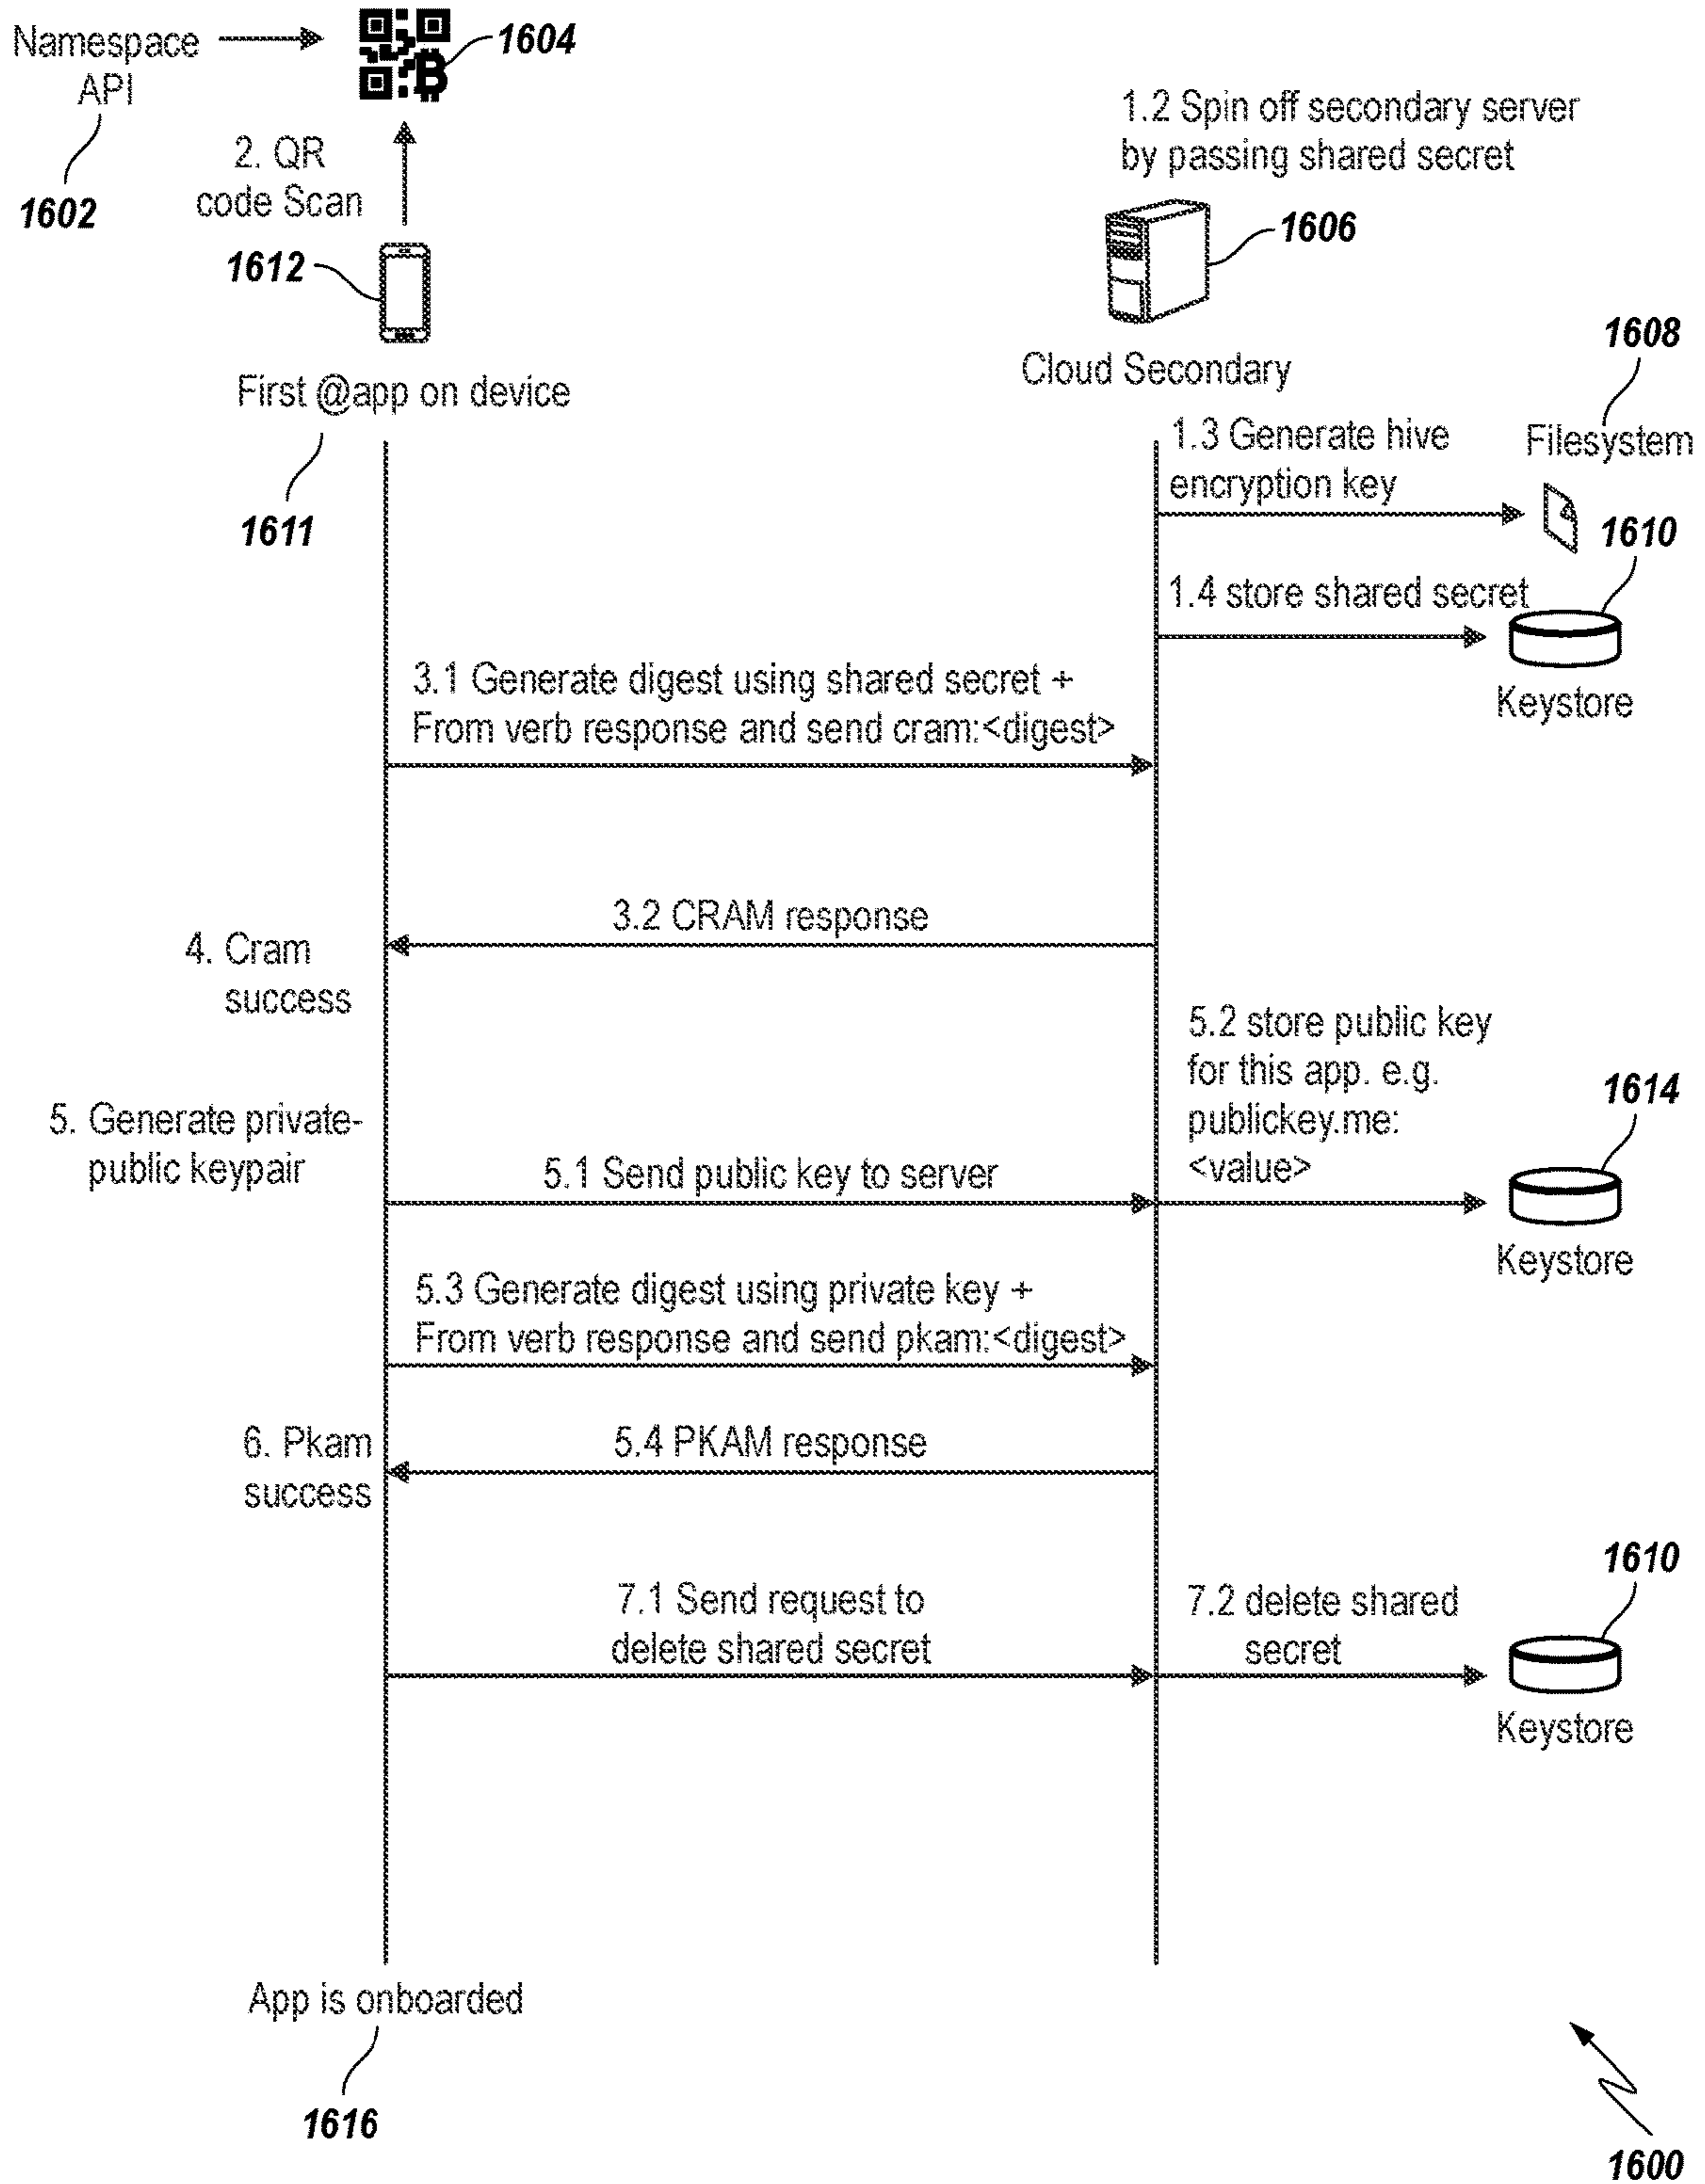 Namespace
API
1602
1604
2. QR
code Scan
1612
First @app on device
1611
1.2 Spin off secondary server
by passing shared secret
1606
Cloud Secondary
1608
Filesystem
1.3 Generate hive
encryption key
1610
1.4 store shared secret
Keystore
3.1 Generate digest using shared secret +
From verb response and send cram:<digest>
3.2 CRAM response
4. Cram
success
5.2 store public key
for this app. e.g.
publickey.me:
<value>
1614
Keystore
5. Generate private-
public keypair
5.1 Send public key to server
5.3 Generate digest using private key +
From verb response and send pkam:<digest>
6. Pkam
success
5.4 PKAM response
7.1 Send request to
delete shared secret
7.2 delete shared
secret
1610
Keystore
App is onboarded
1616
1600